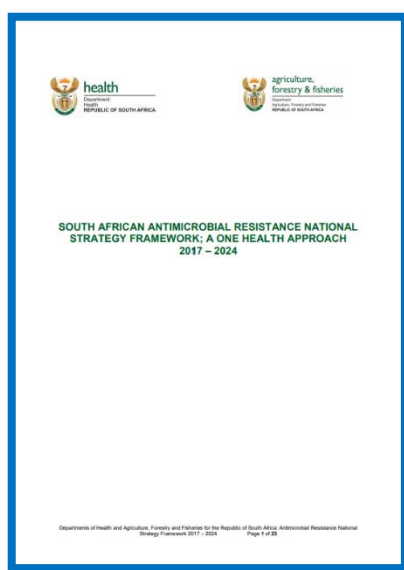 health
Department:
Health
REPUBLIC OF SOUTH AFRICA
agriculture,
forestry & fisheries
Department:
Agriculture, Forestry and Fisheries
REPUBLIC OF SOUTH AFRICA
SOUTH AFRICAN ANTIMICROBIAL RESISTANCE NATIONAL
STRATEGY FRAMEWORK; A ONE HEALTH APPROACH
2017 – 2024
Departments of Health and Agriculture, Forestry and Fisheries for the Republic of South Africa: Antimicrobial Resistance National
Strategy Framework 2017 – 2024 Page 1 of 23